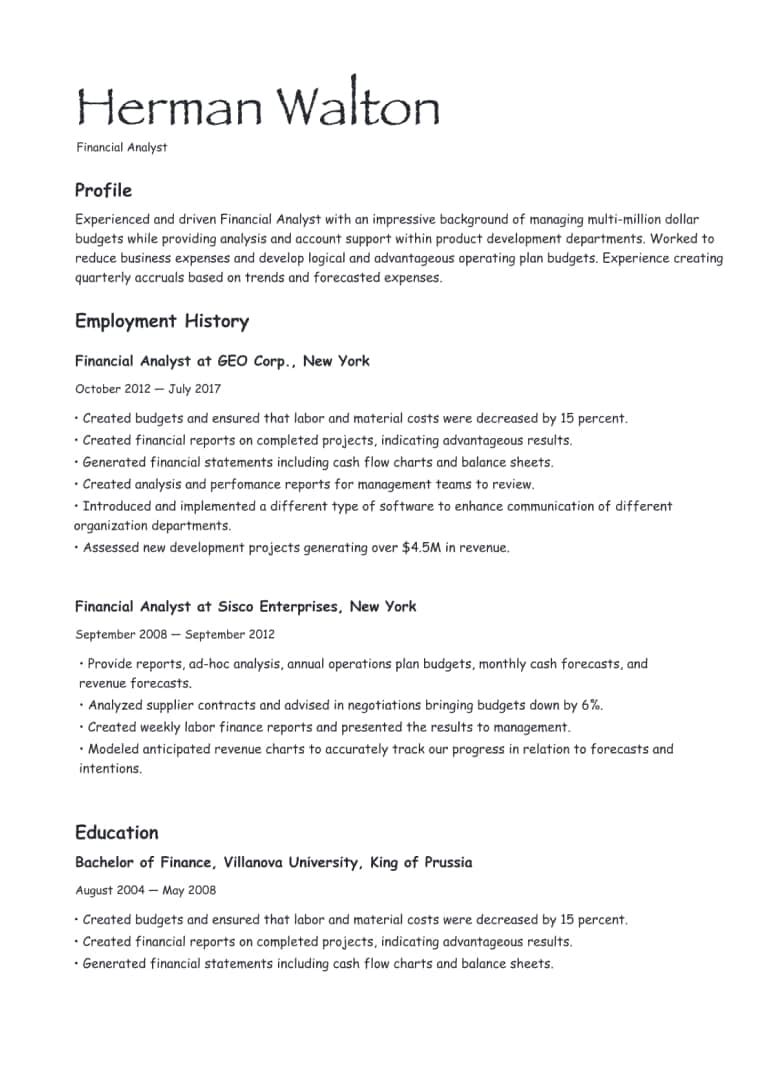 Herman Walton
Financial Analyst
Profile
Experienced and driven Financial Analyst with an impressive background of managing multi-million dollar
budgets while providing analysis and account support within product development departments. Worked to
reduce business expenses and develop logical and advantageous operating plan budgets. Experience creating
quarterly accruals based on trends and forecasted expenses.
Employment History
Financial Analyst at GEO Corp., New York
October 2012 — July 2017
• Created budgets and ensured that labor and material costs were decreased by 15 percent.
• Created financial reports on completed projects, indicating advantageous results.
• Generated financial statements including cash flow charts and balance sheets.
• Created analysis and perfomance reports for management teams to review.
• Introduced and implemented a different type of software to enhance communication of different
organization departments.
• Assessed new development projects generating over $4.5M in revenue.
Financial Analyst at Sisco Enterprises, New York
September 2008 — September 2012
• Provide reports, ad-hoc analysis, annual operations plan budgets, monthly cash forecasts, and
revenue forecasts.
• Analyzed supplier contracts and advised in negotiations bringing budgets down by 6%.
• Created weekly labor finance reports and presented the results to management.
• Modeled anticipated revenue charts to accurately track our progress in relation to forecasts and
intentions.
Education
Bachelor of Finance, Villanova University, King of Prussia
August 2004 — May 2008
• Created budgets and ensured that labor and material costs were decreased by 15 percent.
• Created financial reports on completed projects, indicating advantageous results.
• Generated financial statements including cash flow charts and balance sheets.